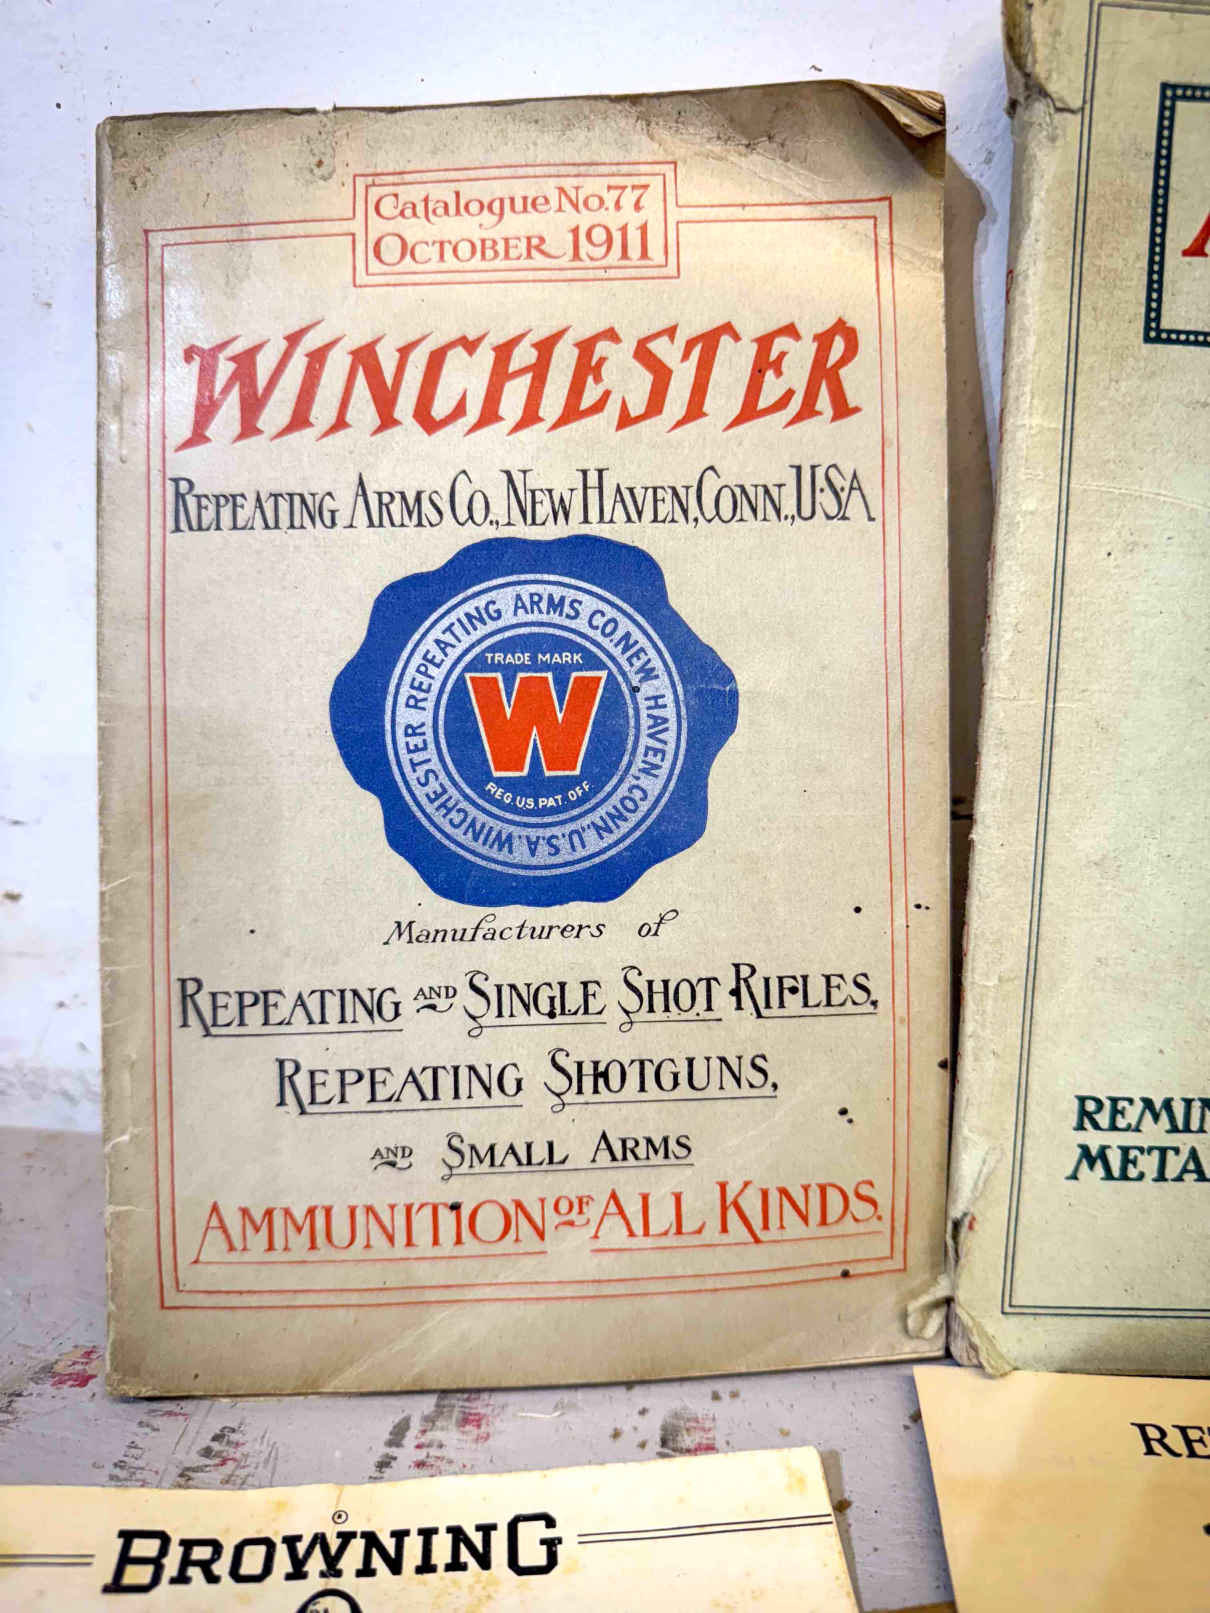 Catalogue No. 77
OCTOBER 1911
WINCHESTER
REPEATING ARMS CO., NEW HAVEN, CONN., U.S.A
WINCHESTER REPEATING ARMS CO. NEW HAVEN, CONN., U.S.A.
TRADE MARK
W
REG. U.S. PAT. OFF.
Manufacturers of
REPEATING AND SINGLE SHOT RIFLES,
REPEATING SHOTGUNS,
AND SMALL ARMS
AMMUNITION OF ALL KINDS.
REMIN
META
RE
BROWNING